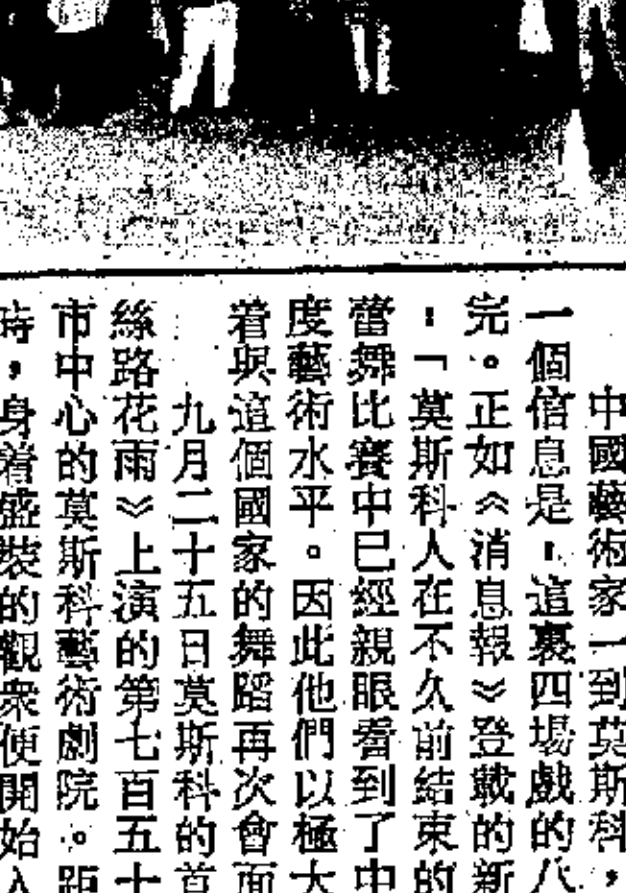 中國藝術家一到莫斯科，
一個信息是，這裏四場戲的八
完。正如《消息報》登載的新
：「莫斯科人在不久前結束的
蕾舞比賽中已經親眼看到了中
度藝術水平。因此他們以極大
着與這個國家的舞蹈再次會面
九月二十五日莫斯科的首
絲路花雨》上演的第七百五十
市中心的莫斯科藝術劇院。距
時，身着盛裝的觀衆便開始入